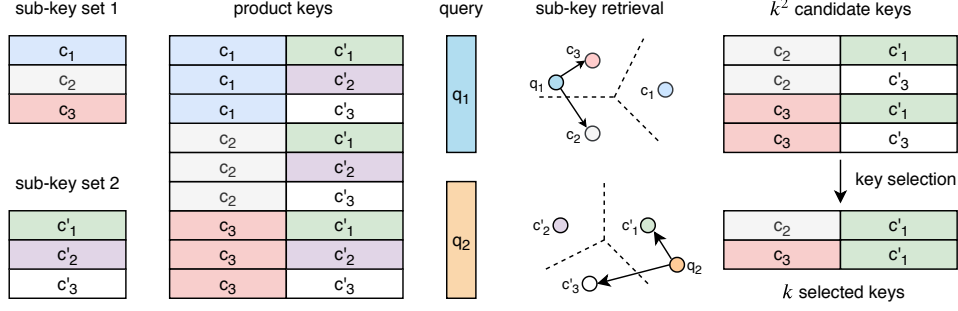 sub-key set 1
c₁
c₂
c₃
sub-key set 2
c'₁
c'₂
c'₃
product keys
c₁ c'₁
c₁ c'₂
c₁ c'₃
c₂ c'₁
c₂ c'₂
c₂ c'₃
c₃ c'₁
c₃ c'₂
c₃ c'₃
query
q₁
q₂
sub-key retrieval
c₃
q₁
c₁
c₂
c'₂
c'₁
q₂
c'₃
k² candidate keys
c₂ c'₁
c₂ c'₃
c₃ c'₁
c₃ c'₃
key selection
c₂ c'₁
c₃ c'₁
k selected keys